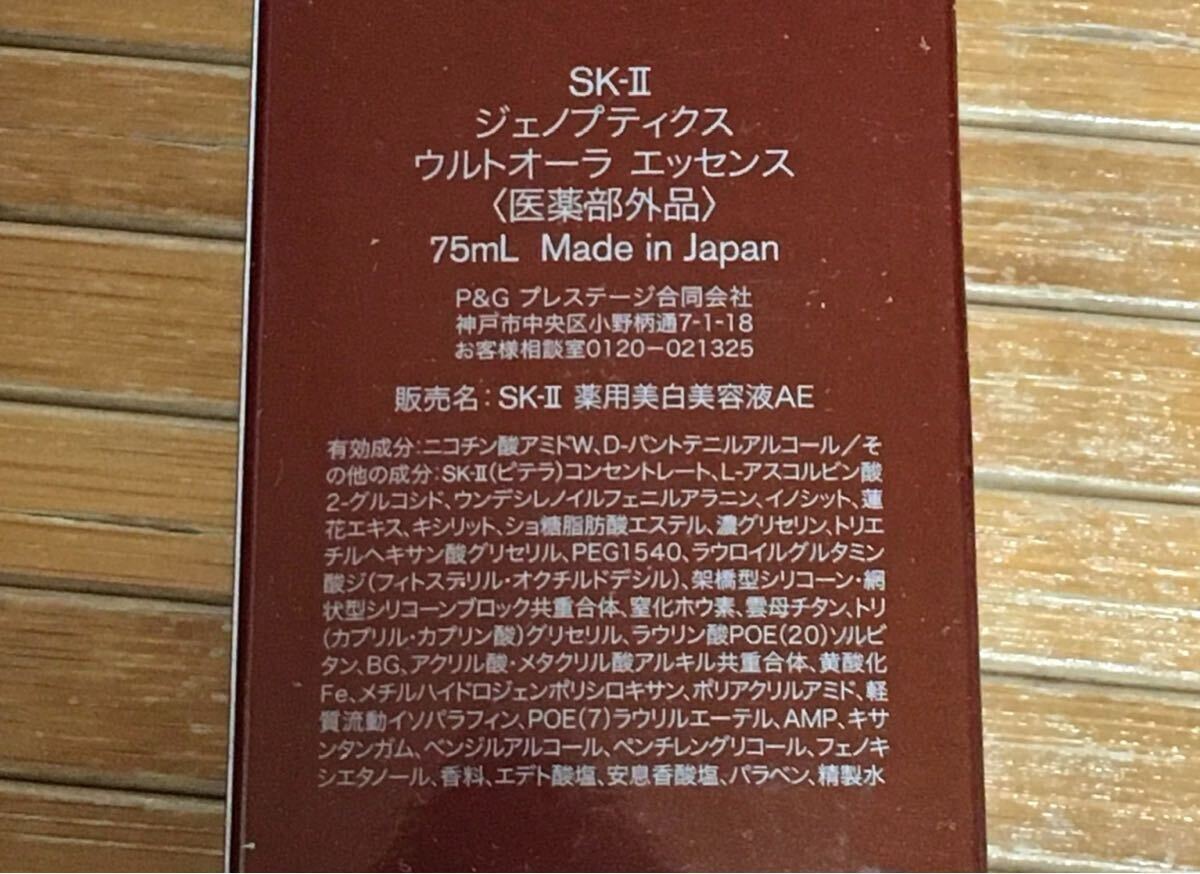 SK-Ⅱ
ジェノプティクス
ウルトオーラ エッセンス
〈医薬部外品〉
75mL Made in Japan
P&G プレステージ合同会社
神戸市中央区小野柄通7-1-18
お客様相談室0120-021325
販売名:SK-Ⅱ 薬用美白美容液AE
有効成分:ニコチン酸アミドW、D-パントテニルアルコール/そ
の他の成分:SK-Ⅱ(ピテラ)コンセントレート、L-アスコルビン酸
2-グルコシド、ウンデシレノイルフェニルアラニン、イノシット、蓮
花エキス、キシリット、ショ糖脂肪酸エステル、濃グリセリン、トリエ
チルヘキサン酸グリセリル、PEG1540、ラウロイルグルタミン
酸ジ(フィトステリル・オクチルドデシル)、架橋型シリコーン・網
状型シリコーンブロック共重合体、窒化ホウ素、雲母チタン、トリ
(カプリル・カプリン酸)グリセリル、ラウリン酸POE(20)ソルビ
タン、BG、アクリル酸・メタクリル酸アルキル共重合体、黄酸化
Fe、メチルハイドロジェンポリシロキサン、ポリアクリルアミド、軽
質流動イソパラフィン、POE(7)ラウリルエーテル、AMP、キサ
ンタンガム、ベンジルアルコール、ペンチレングリコール、フェノキ
シエタノール、香料、エデト酸塩、安息香酸塩、パラベン、精製水